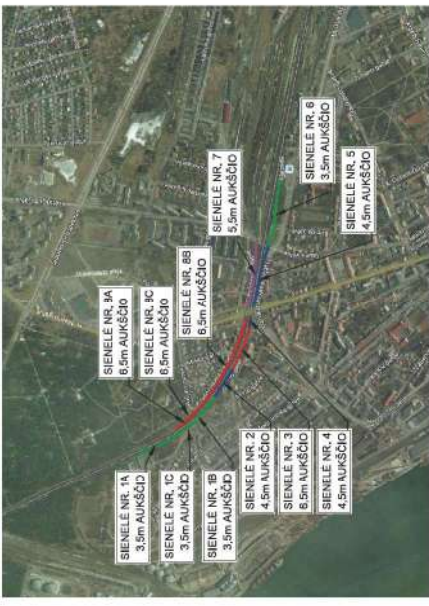 SIENELĖ NR. 1A
3,5m AUKŠČIO
SIENELĖ NR. 1C
3,5m AUKŠČIO
SIENELĖ NR. 1B
3,5m AUKŠČIO
SIENELĖ NR. 2
4,5m AUKŠČIO
SIENELĖ NR. 3
6,5m AUKŠČIO
SIENELĖ NR. 4
4,5m AUKŠČIO
SIENELĖ NR. 8A
6,5m AUKŠČIO
SIENELĖ NR. 8C
6,5m AUKŠČIO
SIENELĖ NR. 8B
6,5m AUKŠČIO
SIENELĖ NR. 7
5,5m AUKŠČIO
SIENELĖ NR. 6
3,5m AUKŠČIO
SIENELĖ NR. 5
4,5m AUKŠČIO